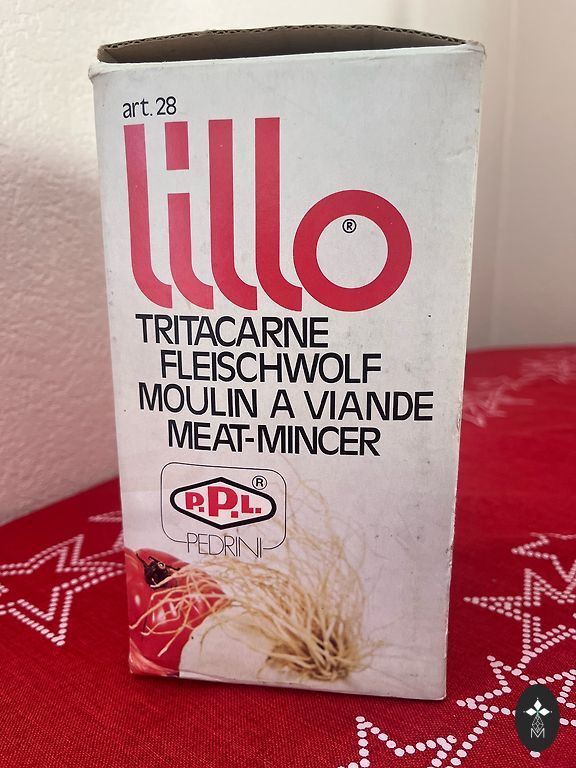 art. 28
lillo ®
TRITACARNE
FLEISCHWOLF
MOULIN A VIANDE
MEAT-MINCER
®
P.P.L.
PEDRINI
M